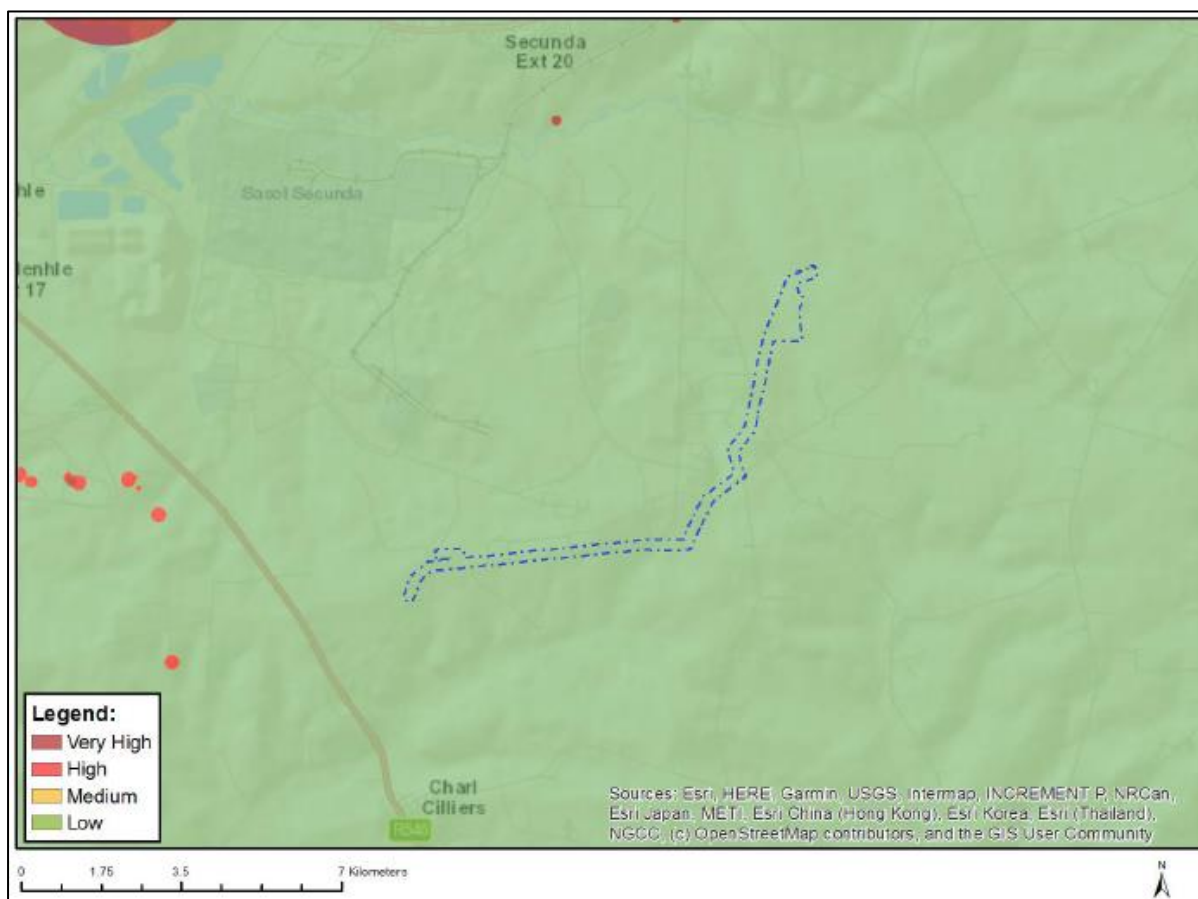 Secunda
Ext 20
Sasol Secunda
hle
lenhle
17
Charl
Cilliers
R546
Legend:
Very High
High
Medium
Low
Sources: Esri, HERE, Garmin, USGS, Intermap, INCREMENT P, NRCan,
Esri Japan, METI, Esri China (Hong Kong), Esri Korea, Esri (Thailand),
NGCC, (c) OpenStreetMap contributors, and the GIS User Community
0 1.75 3.5 7 Kilometers
N